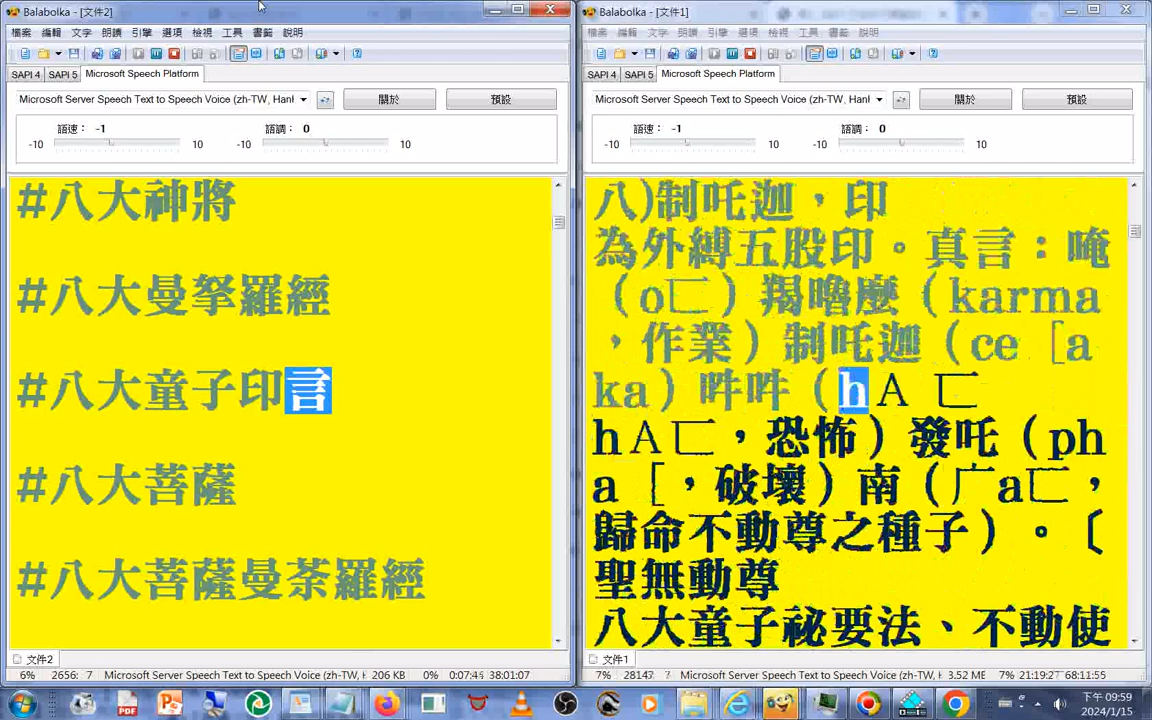 Balabolka - [文件2]
檔案 編輯 文字 朗讀 引擎 選項 檢視 工具 書籤 說明
SAPI 4 SAPI 5 Microsoft Speech Platform
Microsoft Server Speech Text to Speech Voice (zh-TW, Hanl
關於 預設
語速： -1 語調： 0
-10 10 -10 10
#八大神將
#八大曼拏羅經
#八大童子印言
#八大菩薩
#八大菩薩曼荼羅經
文件2
6% 2656: 7 Microsoft Server Speech Text to Speech Voice (zh-TW, 206 KB 0% 0:07:45 38:01:07
Balabolka - [文件1]
檔案 編輯 文字 朗讀 引擎 選項 檢視 工具 書籤 說明
SAPI 4 SAPI 5 Microsoft Speech Platform
Microsoft Server Speech Text to Speech Voice (zh-TW, Hanl
關於 預設
語速： -1 語調： 0
-10 10 -10 10
八)制吒迦，印
為外縛五股印。真言：唵
（o匚）羯嚕麼（karma
，作業）制吒迦（ce［a
ka）吽吽（hＡ匚
hＡ匚，恐怖）發吒（ph
a［，破壞）南（广a匚，
歸命不動尊之種子）。〔
聖無動尊
八大童子祕要法、不動使
文件1
7% 28147: 7 Microsoft Server Speech Text to Speech Voice (zh-TW, 3.52 ME 7% 21:19:27 68:11:55
下午 09:59
2024/1/15